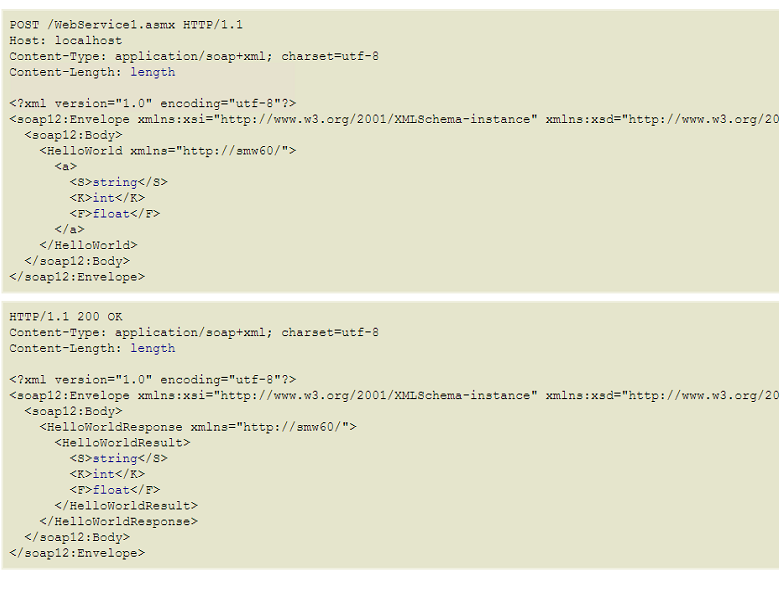 POST /WebService1.asmx HTTP/1.1
Host: localhost
Content-Type: application/soap+xml; charset=utf-8
Content-Length: length
<?xml version="1.0" encoding="utf-8"?>
<soap12:Envelope xmlns:xsi="http://www.w3.org/2001/XMLSchema-instance" xmlns:xsd="http://www.w3.org/20
<soap12:Body>
<HelloWorld xmlns="http://smw60/">
<a>
<S>string</S>
<K>int</K>
<F>float</F>
</a>
</HelloWorld>
</soap12:Body>
</soap12:Envelope>
HTTP/1.1 200 OK
Content-Type: application/soap+xml; charset=utf-8
Content-Length: length
<?xml version="1.0" encoding="utf-8"?>
<soap12:Envelope xmlns:xsi="http://www.w3.org/2001/XMLSchema-instance" xmlns:xsd="http://www.w3.org/20
<soap12:Body>
<HelloWorldResponse xmlns="http://smw60/">
<HelloWorldResult>
<S>string</S>
<K>int</K>
<F>float</F>
</HelloWorldResult>
</HelloWorldResponse>
</soap12:Body>
</soap12:Envelope>